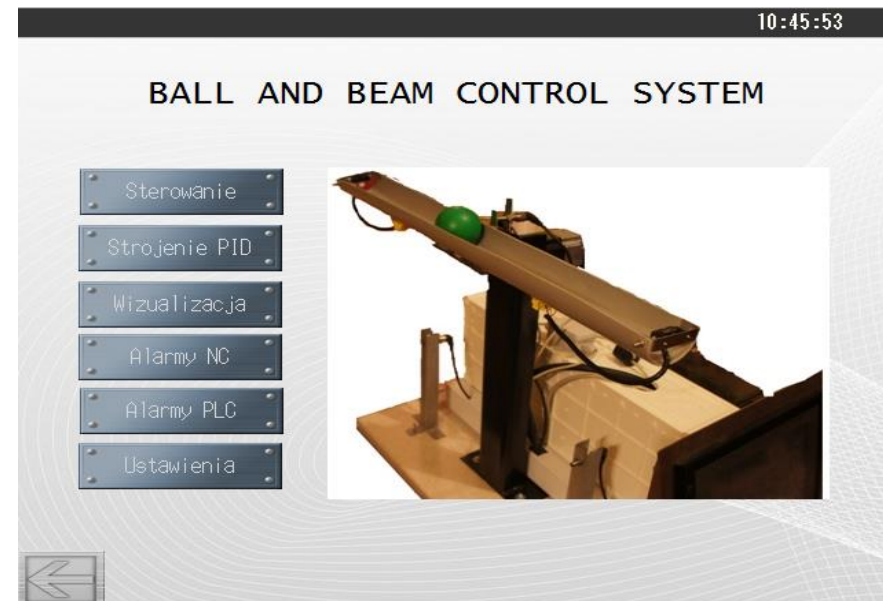 10:45:53
BALL AND BEAM CONTROL SYSTEM
Sterowanie
Strojenie PID
Wizualizacja
Alarmy NC
Alarmy PLC
Ustawienia